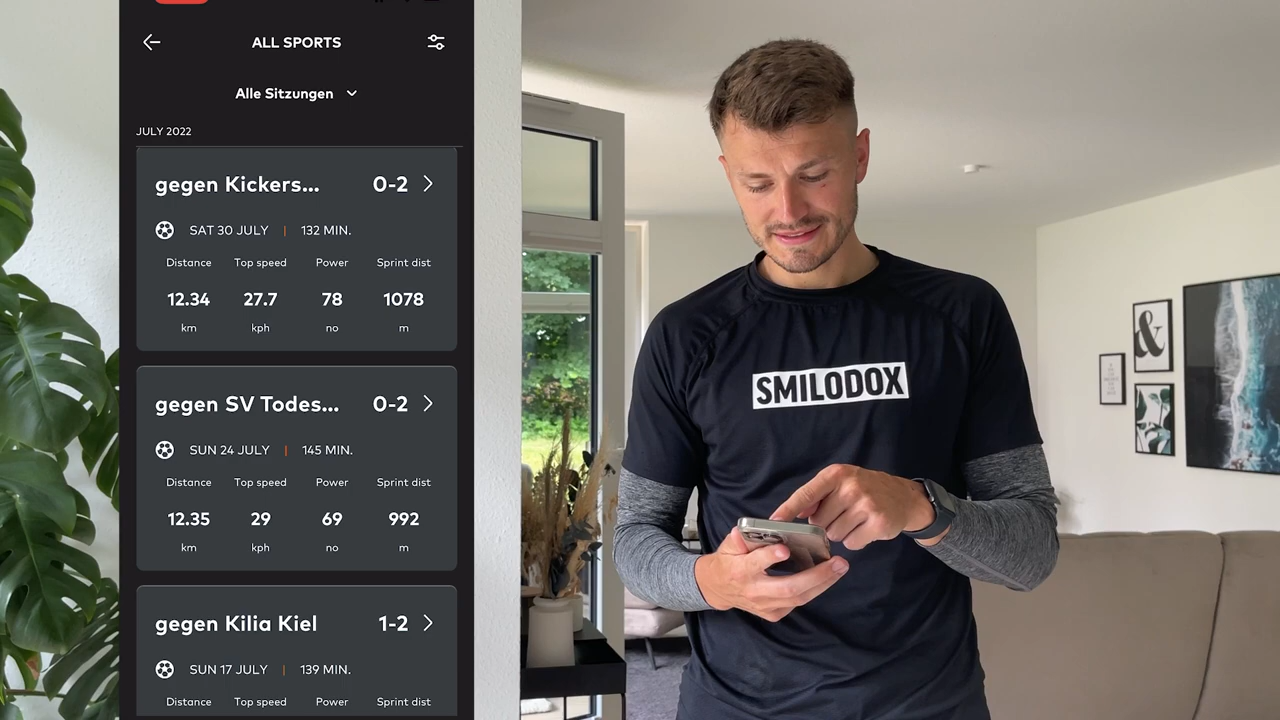 ALL SPORTS
Alle Sitzungen
JULY 2022
gegen Kickers... 0-2
SAT 30 JULY | 132 MIN.
Distance Top speed Power Sprint dist
12.34 27.7 78 1078
km kph no m
gegen SV Todes... 0-2
SUN 24 JULY | 145 MIN.
Distance Top speed Power Sprint dist
12.35 29 69 992
km kph no m
gegen Kilia Kiel 1-2
SUN 17 JULY | 139 MIN.
Distance Top speed Power Sprint dist
SMILODOX
&